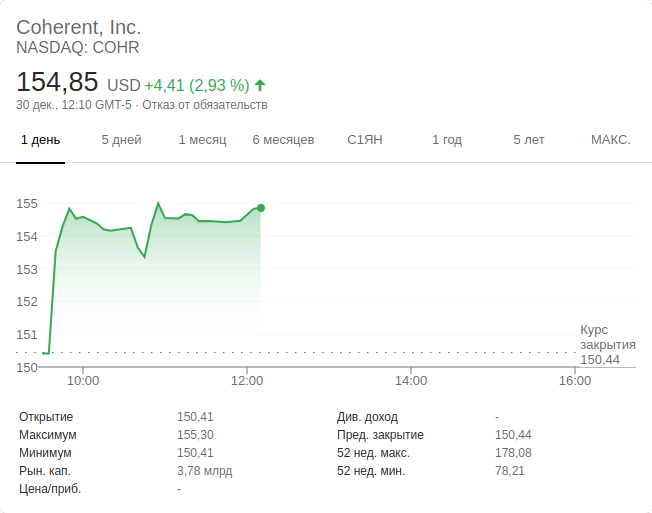 Coherent, Inc.
NASDAQ: COHR
154,85 USD +4,41 (2,93 %)
30 дек., 12:10 GMT-5 · Отказ от обязательств
1 день 5 дней 1 месяц 6 месяцев С1ЯН 1 год 5 лет МАКС.
155
154
153
152
151
150
Курс
закрытия
150,44
10:00 12:00 14:00 16:00
Открытие 150,41 Див. доход -
Максимум 155,30 Пред. закрытие 150,44
Минимум 150,41 52 нед. макс. 178,08
Рын. кап. 3,78 млрд 52 нед. мин. 78,21
Цена/приб. -